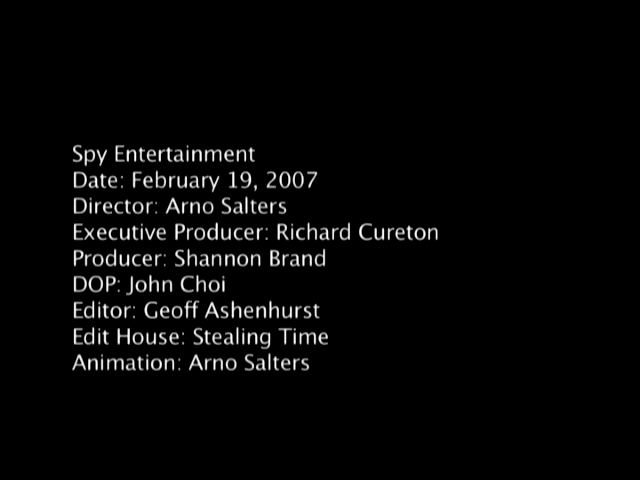 Spy Entertainment
Date: February 19, 2007
Director: Arno Salters
Executive Producer: Richard Cureton
Producer: Shannon Brand
DOP: John Choi
Editor: Geoff Ashenhurst
Edit House: Stealing Time
Animation: Arno Salters